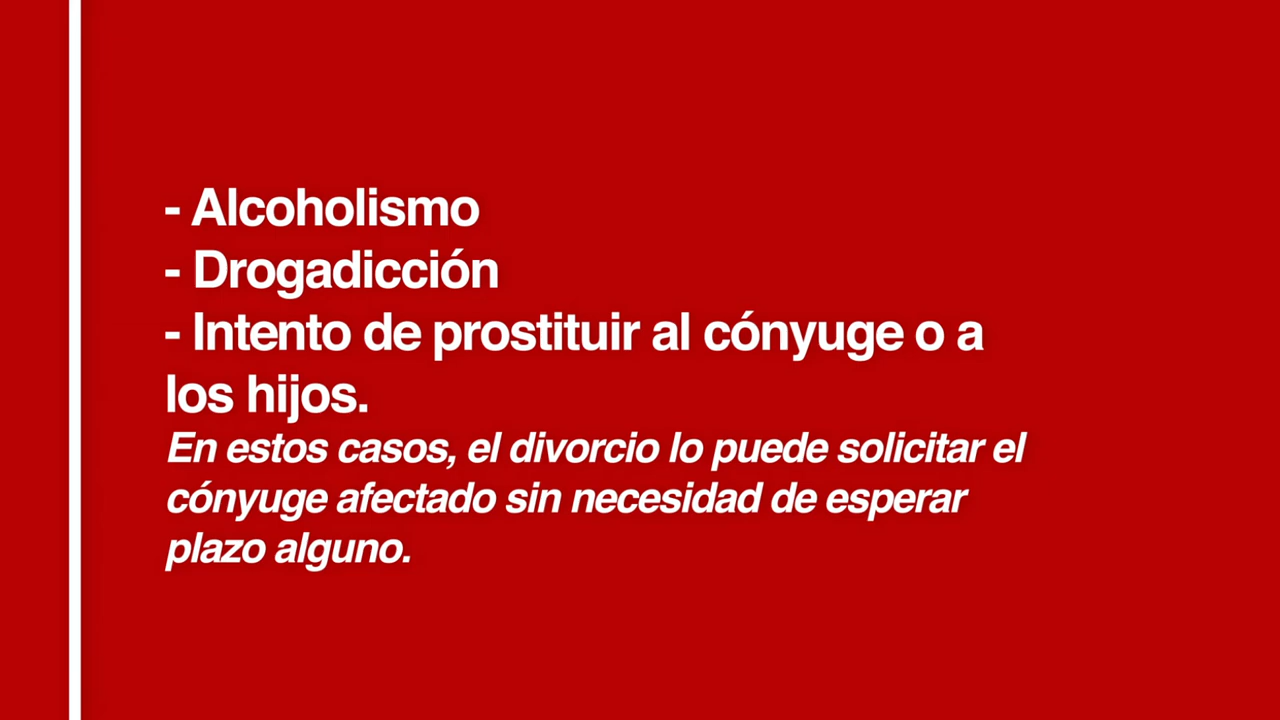 - Alcoholismo
- Drogadicción
- Intento de prostituir al cónyuge o a
los hijos.
En estos casos, el divorcio lo puede solicitar el
cónyuge afectado sin necesidad de esperar
plazo alguno.